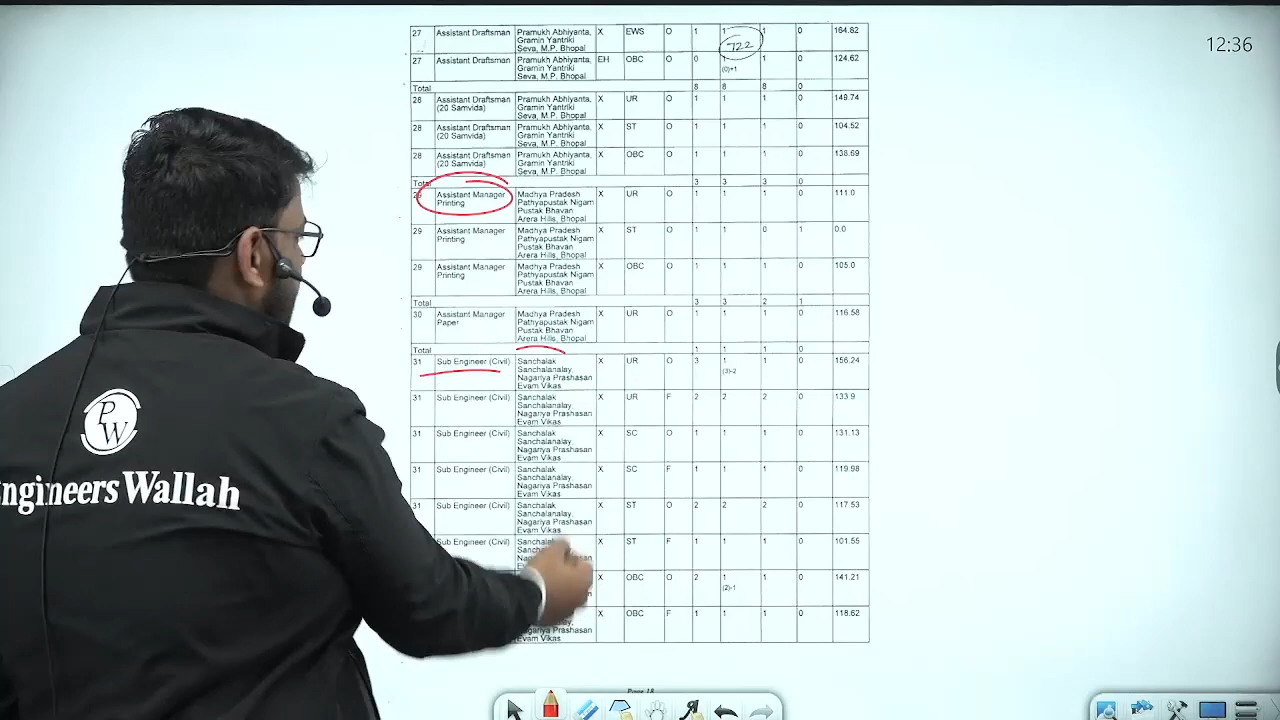 12:36
722
27 Assistant Draftsman Pramukh Abhiyanta, X EWS O 1 1 1 0 164.82
Gramin Yantriki
Seva, M.P. Bhopal
27 Assistant Draftsman Pramukh Abhiyanta, EH OBC O 0 1 1 0 124.62
Gramin Yantriki (0)+1
Seva, M.P. Bhopal
Total 8 8 8 0
28 Assistant Draftsman Pramukh Abhiyanta, X UR O 1 1 1 0 149.74
(20 Samvida) Gramin Yantriki
Seva, M.P. Bhopal
28 Assistant Draftsman Pramukh Abhiyanta, X ST O 1 1 1 0 104.52
(20 Samvida) Gramin Yantriki
Seva, M.P. Bhopal
28 Assistant Draftsman Pramukh Abhiyanta, X OBC O 1 1 1 0 138.69
(20 Samvida) Gramin Yantriki
Seva, M.P. Bhopal
Total 3 3 3 0
29 Assistant Manager Madhya Pradesh X UR O 1 1 1 0 111.0
Printing Pathyapustak Nigam
Pustak Bhavan
Arera Hills, Bhopal
29 Assistant Manager Madhya Pradesh X ST O 1 1 0 1 0.0
Printing Pathyapustak Nigam
Pustak Bhavan
Arera Hills, Bhopal
29 Assistant Manager Madhya Pradesh X OBC O 1 1 1 0 105.0
Printing Pathyapustak Nigam
Pustak Bhavan
Arera Hills, Bhopal
Total 3 3 2 1
30 Assistant Manager Madhya Pradesh X UR O 1 1 1 0 116.58
Paper Pathyapustak Nigam
Pustak Bhavan
Arera Hills, Bhopal
Total 1 1 1 0
31 Sub Engineer (Civil) Sanchalak X UR O 3 1 1 0 156.24
Sanchalanalay, (3)-2
Nagariya Prashasan
Evam Vikas
31 Sub Engineer (Civil) Sanchalak X UR F 2 2 2 0 133.9
Sanchalanalay,
Nagariya Prashasan
Evam Vikas
31 Sub Engineer (Civil) Sanchalak X SC O 1 1 1 0 131.13
Sanchalanalay,
Nagariya Prashasan
Evam Vikas
31 Sub Engineer (Civil) Sanchalak X SC F 1 1 1 0 119.98
Sanchalanalay,
Nagariya Prashasan
Evam Vikas
31 Sub Engineer (Civil) Sanchalak X ST O 2 2 2 0 117.53
Sanchalanalay,
Nagariya Prashasan
Evam Vikas
Sub Engineer (Civil) X ST F 1 1 1 0 101.55
X OBC O 2 1 1 0 141.21
(2)-1
X OBC F 1 1 1 0 118.62
Nagariya Prashasan
Evam Vikas
Page 18
PW
Engineers Wallah